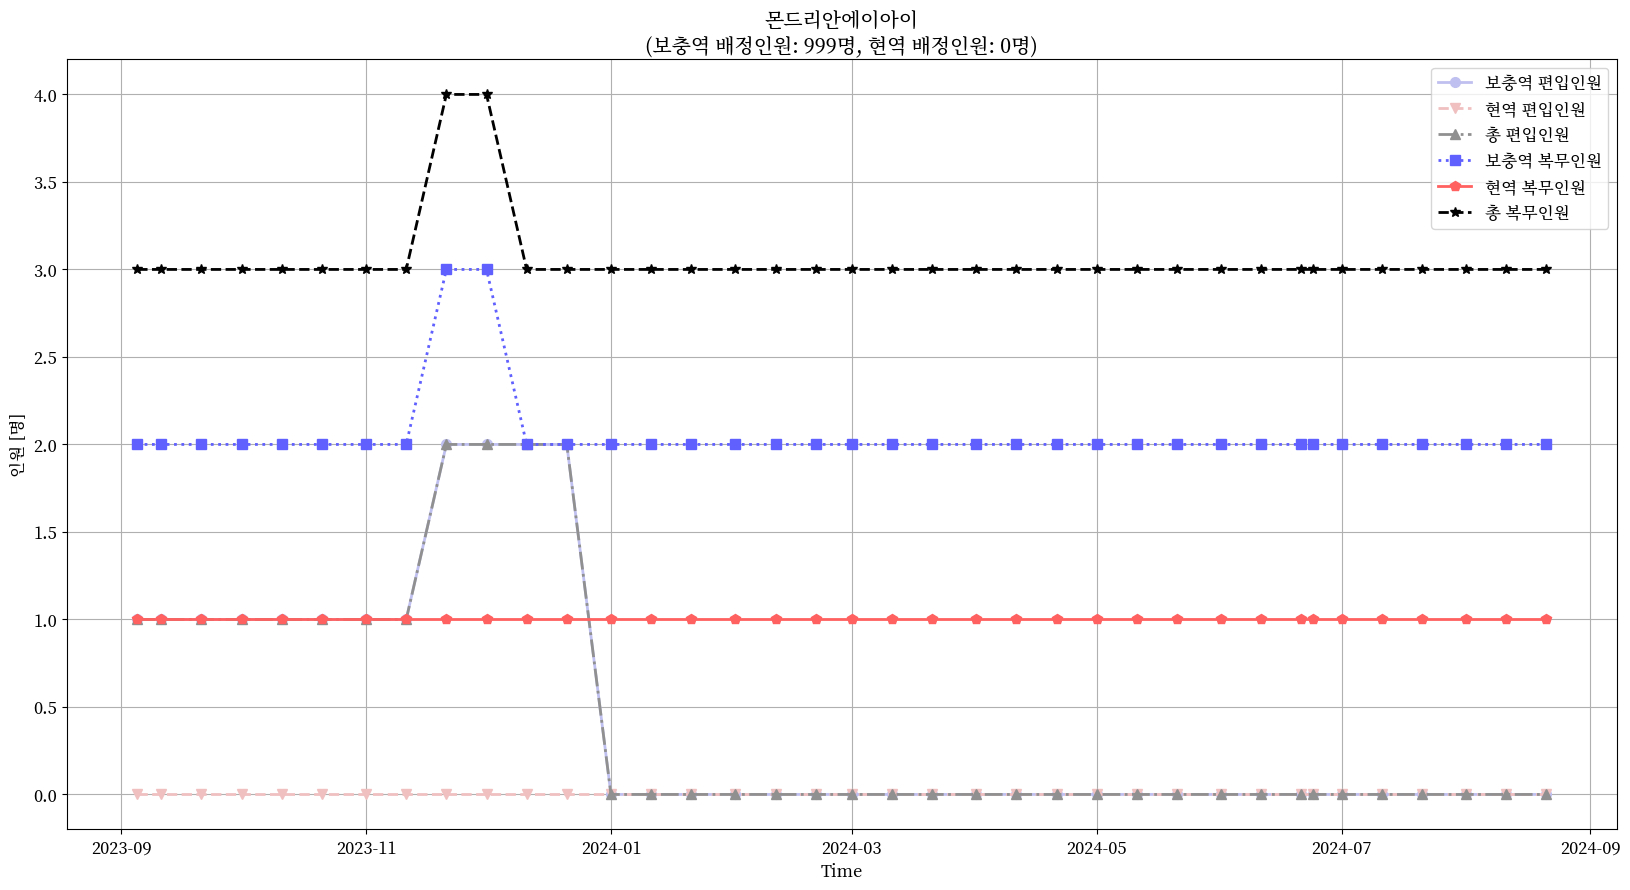 몬드리안에이아이
(보충역 배정인원: 999명, 현역 배정인원: 0명)
보충역 편입인원
현역 편입인원
총 편입인원
보충역 복무인원
현역 복무인원
총 복무인원
인원 [명]
4.0
3.5
3.0
2.5
2.0
1.5
1.0
0.5
0.0
2023-09
2023-11
2024-01
2024-03
2024-05
2024-07
2024-09
Time